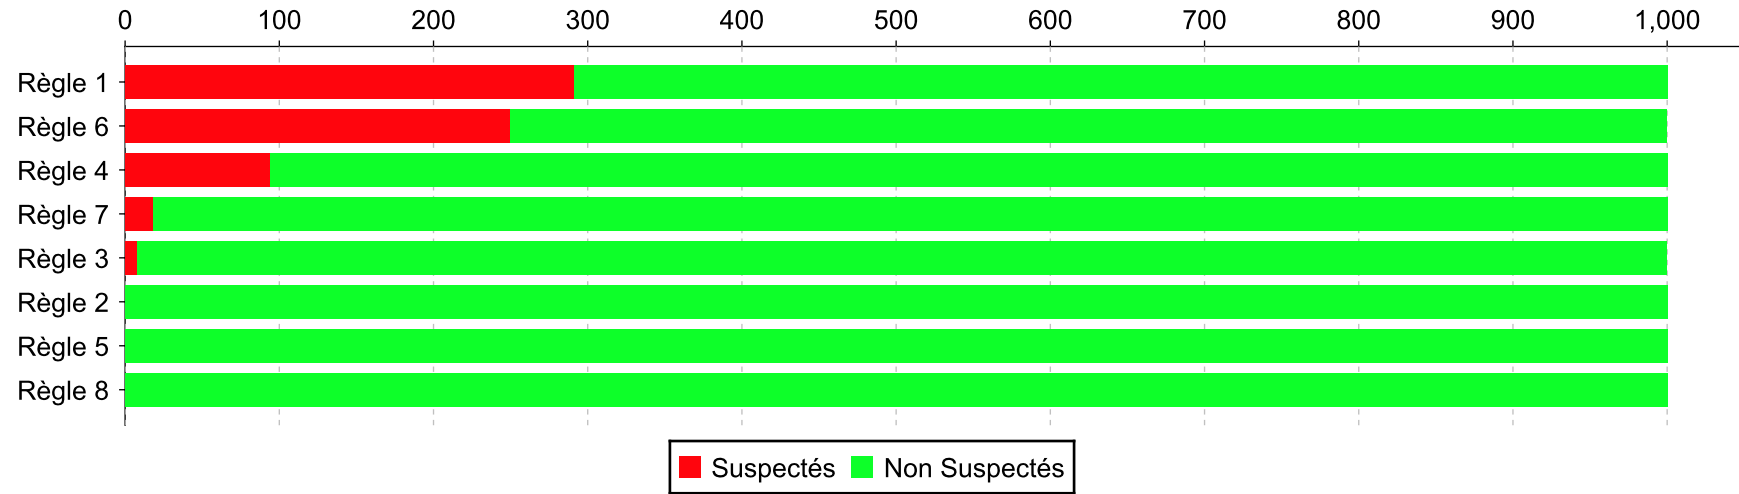 0 100 200 300 400 500 600 700 800 900 1,000
Règle 1
Règle 6
Règle 4
Règle 7
Règle 3
Règle 2
Règle 5
Règle 8
Suspectés Non Suspectés